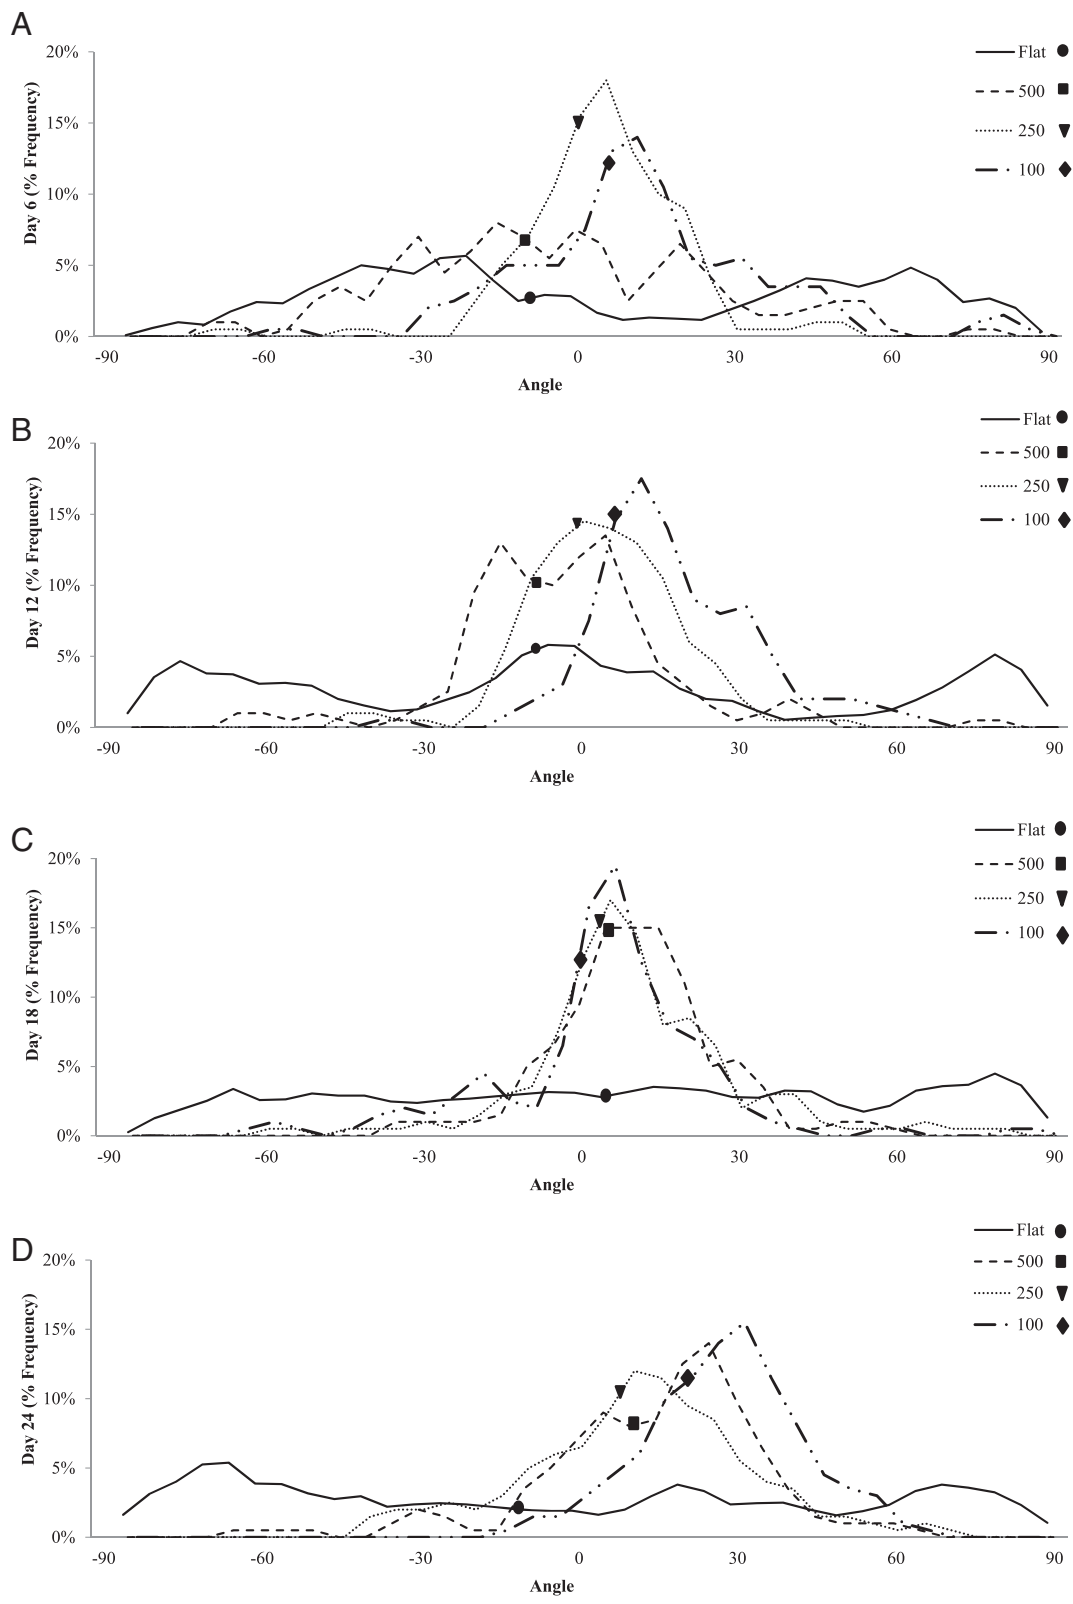 A
20%
15%
10%
5%
0%
Day 6 (% Frequency)
-90 -60 -30 0 30 60 90
Angle
Flat
500
250
100
B
20%
15%
10%
5%
0%
Day 12 (% Frequency)
-90 -60 -30 0 30 60 90
Angle
Flat
500
250
100
C
20%
15%
10%
5%
0%
Day 18 (% Frequency)
-90 -60 -30 0 30 60 90
Angle
Flat
500
250
100
D
20%
15%
10%
5%
0%
Day 24 (% Frequency)
-90 -60 -30 0 30 60 90
Angle
Flat
500
250
100